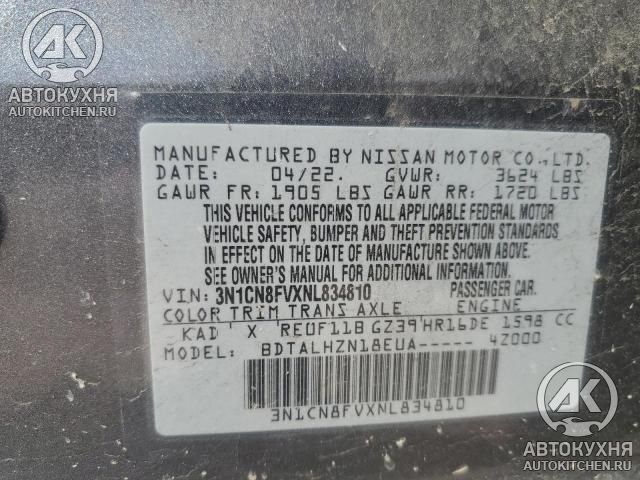 AK
АВТОКУХНЯ
AUTOKITCHEN.RU
MANUFACTURED BY NISSAN MOTOR CO.,LTD.
DATE: 04/22. GVWR: 3624 LBS
GAWR FR: 1905 LBS GAWR RR: 1720 LBS
THIS VEHICLE CONFORMS TO ALL APPLICABLE FEDERAL MOTOR
VEHICLE SAFETY, BUMPER AND THEFT PREVENTION STANDARDS
IN EFFECT ON THE DATE OF MANUFACTURE SHOWN ABOVE.
SEE OWNER'S MANUAL FOR ADDITIONAL INFORMATION.
VIN: 3N1CN8FVXNL834810 PASSENGER CAR.
COLOR TRIM TRANS AXLE ENGINE
KAD X RE0F11B GZ39 HR16DE 1598 CC
MODEL: BDTALHZN18EUA----- 4Z000
3N1CN8FVXNL834810
AK
АВТОКУХНЯ
AUTOKITCHEN.RU